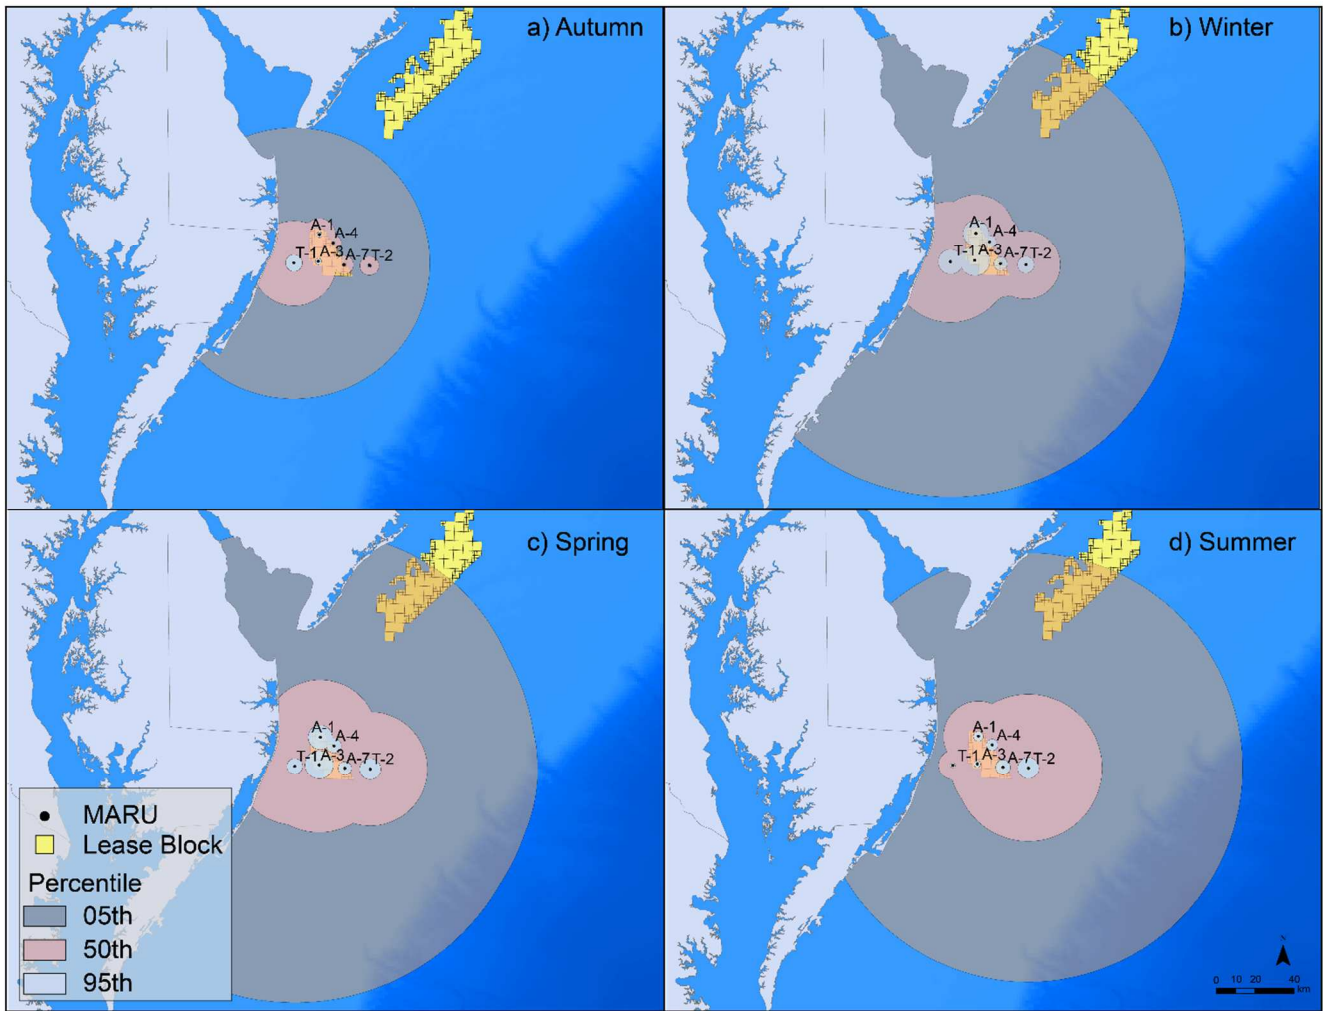 a) Autumn
A-1
A-4
T-1 A-3 A-7 T-2
b) Winter
A-1
A-4
T-1 A-3 A-7 T-2
c) Spring
A-1
A-4
T-1 A-3 A-7 T-2
MARU
Lease Block
Percentile
05th
50th
95th
d) Summer
A-1
A-4
T-1 A-3 A-7 T-2
N
0 10 20 40
km